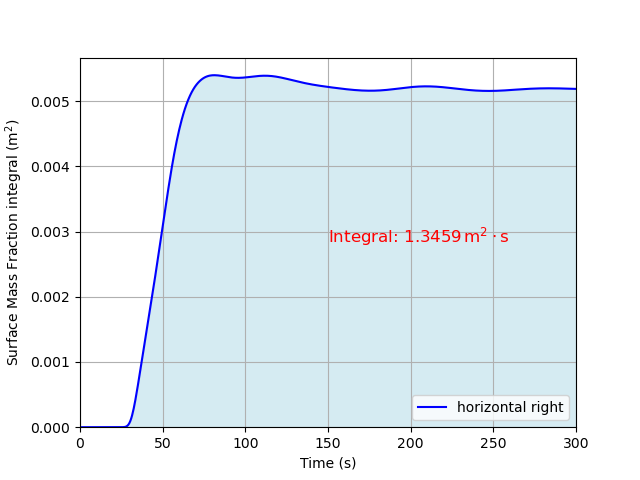 Surface Mass Fraction integral (m²)
0.005
0.004
0.003
0.002
0.001
0.000
Integral: 1.3459 m² · s
horizontal right
0 50 100 150 200 250 300
Time (s)